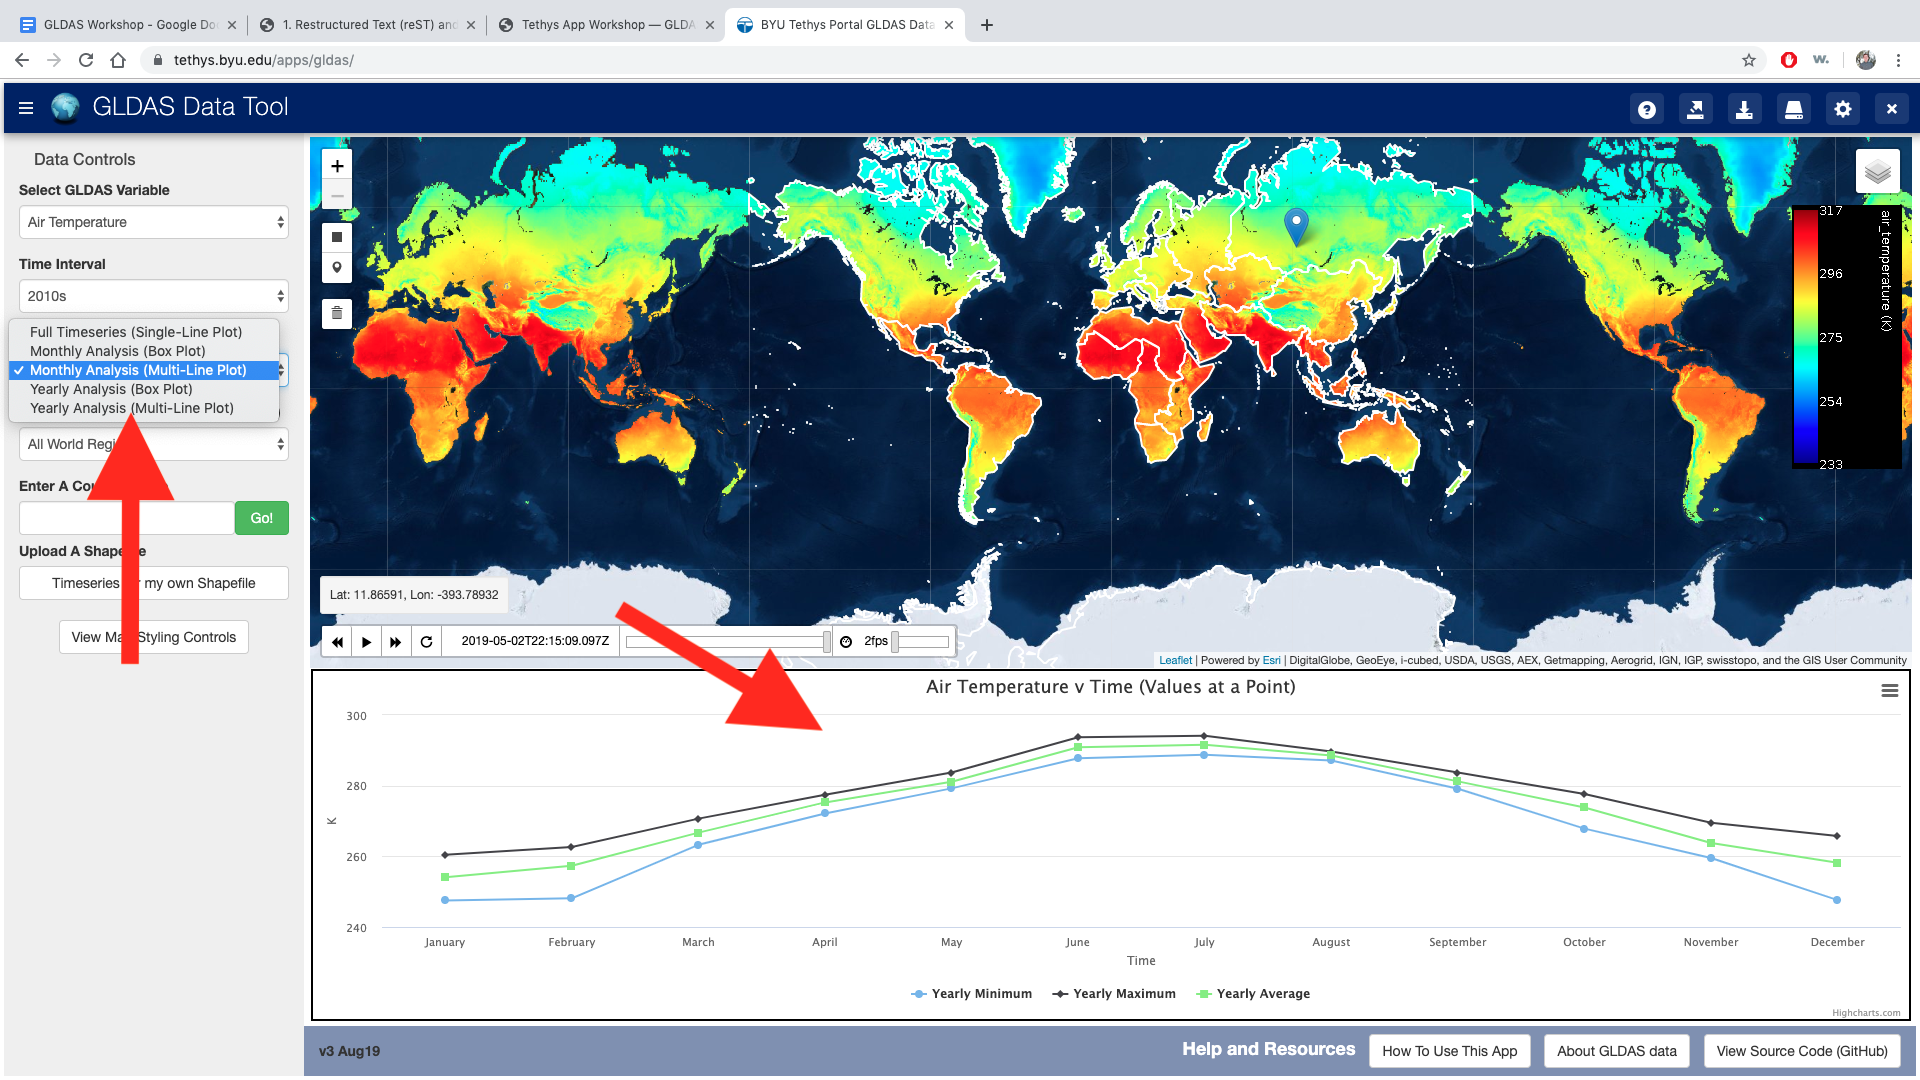 GLDAS Workshop - Google Do
1. Restructured Text (reST) and
Tethys App Workshop — GLDA
BYU Tethys Portal GLDAS Data
tethys.byu.edu/apps/gldas/
w.
GLDAS Data Tool
Data Controls
Select GLDAS Variable
Air Temperature
Time Interval
2010s
Full Timeseries (Single-Line Plot)
Monthly Analysis (Box Plot)
✓ Monthly Analysis (Multi-Line Plot)
Yearly Analysis (Box Plot)
Yearly Analysis (Multi-Line Plot)
All World
Enter A
Go!
Upload A
Timeseries my own Shapefile
View Styling Controls
+
−
317
296
275
254
233
air_temperature (K)
Lat: 11.86591, Lon: -393.78932
2019-05-02T22:15:09.097Z
2fps
Leaflet | Powered by Esri | DigitalGlobe, GeoEye, i-cubed, USDA, USGS, AEX, Getmapping, Aerogrid, IGN, IGP, swisstopo, and the GIS User Community
Air Temperature v Time (Values at a Point)
300
280
260
240
K
January February March April May June July August September October November December
Time
Yearly Minimum Yearly Maximum Yearly Average
Highcharts.com
v3 Aug19
Help and Resources
How To Use This App
About GLDAS data
View Source Code (GitHub)